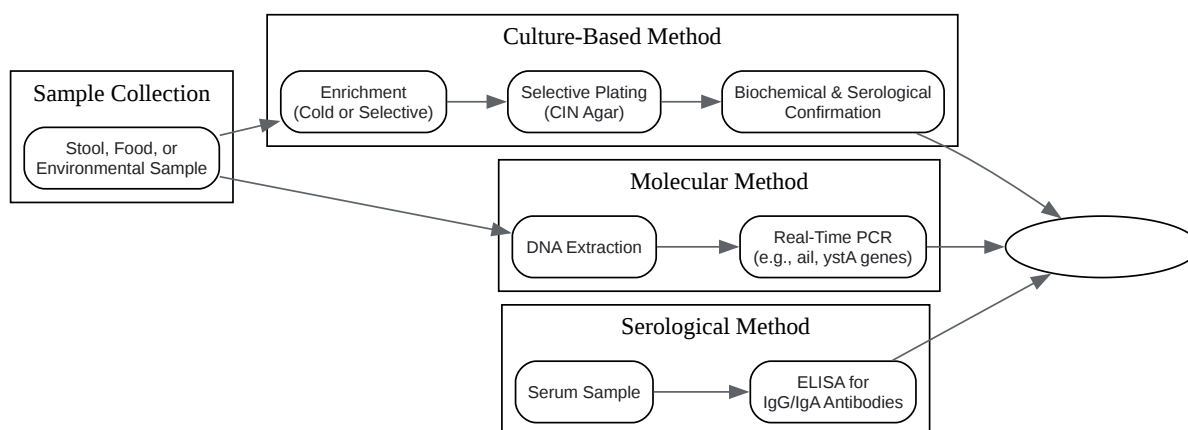 Culture-Based Method
Sample Collection
Enrichment
(Cold or Selective)
Selective Plating
(CIN Agar)
Biochemical & Serological
Confirmation
Stool, Food, or
Environmental Sample
Molecular Method
DNA Extraction
Real-Time PCR
(e.g., ail, ystA genes)
Serological Method
Serum Sample
ELISA for
IgG/IgA Antibodies